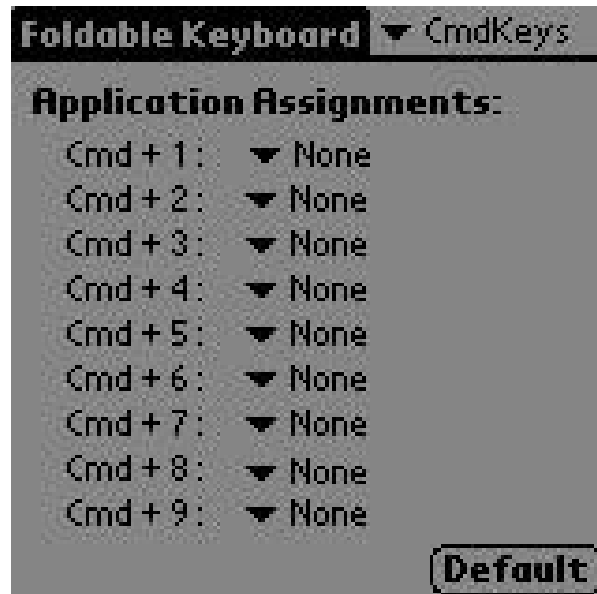 Foldable Keyboard ▼ CmdKeys
Application Assignments:
Cmd + 1: ▼ None
Cmd + 2: ▼ None
Cmd + 3: ▼ None
Cmd + 4: ▼ None
Cmd + 5: ▼ None
Cmd + 6: ▼ None
Cmd + 7: ▼ None
Cmd + 8: ▼ None
Cmd + 9: ▼ None
Default